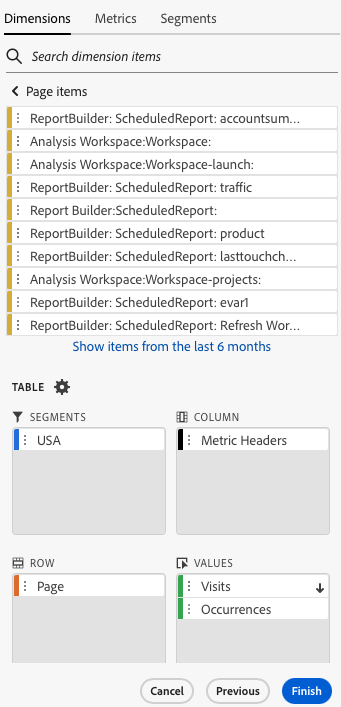 Dimensions Metrics Segments
Search dimension items
Page items
ReportBuilder: ScheduledReport: accountsum...
Analysis Workspace:Workspace:
Analysis Workspace:Workspace-launch:
ReportBuilder: ScheduledReport: traffic
Report Builder:ScheduledReport:
ReportBuilder: ScheduledReport: product
ReportBuilder: ScheduledReport: lasttouchch...
Analysis Workspace:Workspace-projects:
ReportBuilder: ScheduledReport: evar1
ReportBuilder: ScheduledReport: Refresh Wor...
Show items from the last 6 months
TABLE
SEGMENTS
USA
COLUMN
Metric Headers
ROW
Page
VALUES
Visits
Occurrences
Cancel Previous Finish